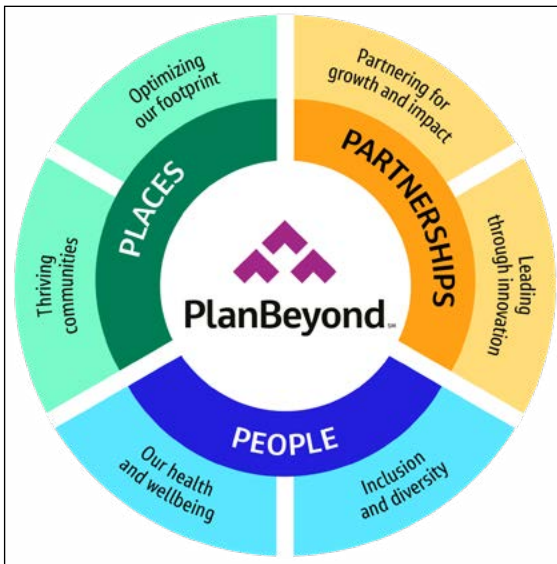 Optimizing
our footprint
Partnering for
growth and impact
PLACES
PARTNERSHIPS
Thriving
communities
Leading
through innovation
PlanBeyond
SM
PEOPLE
Our health
and wellbeing
Inclusion
and diversity